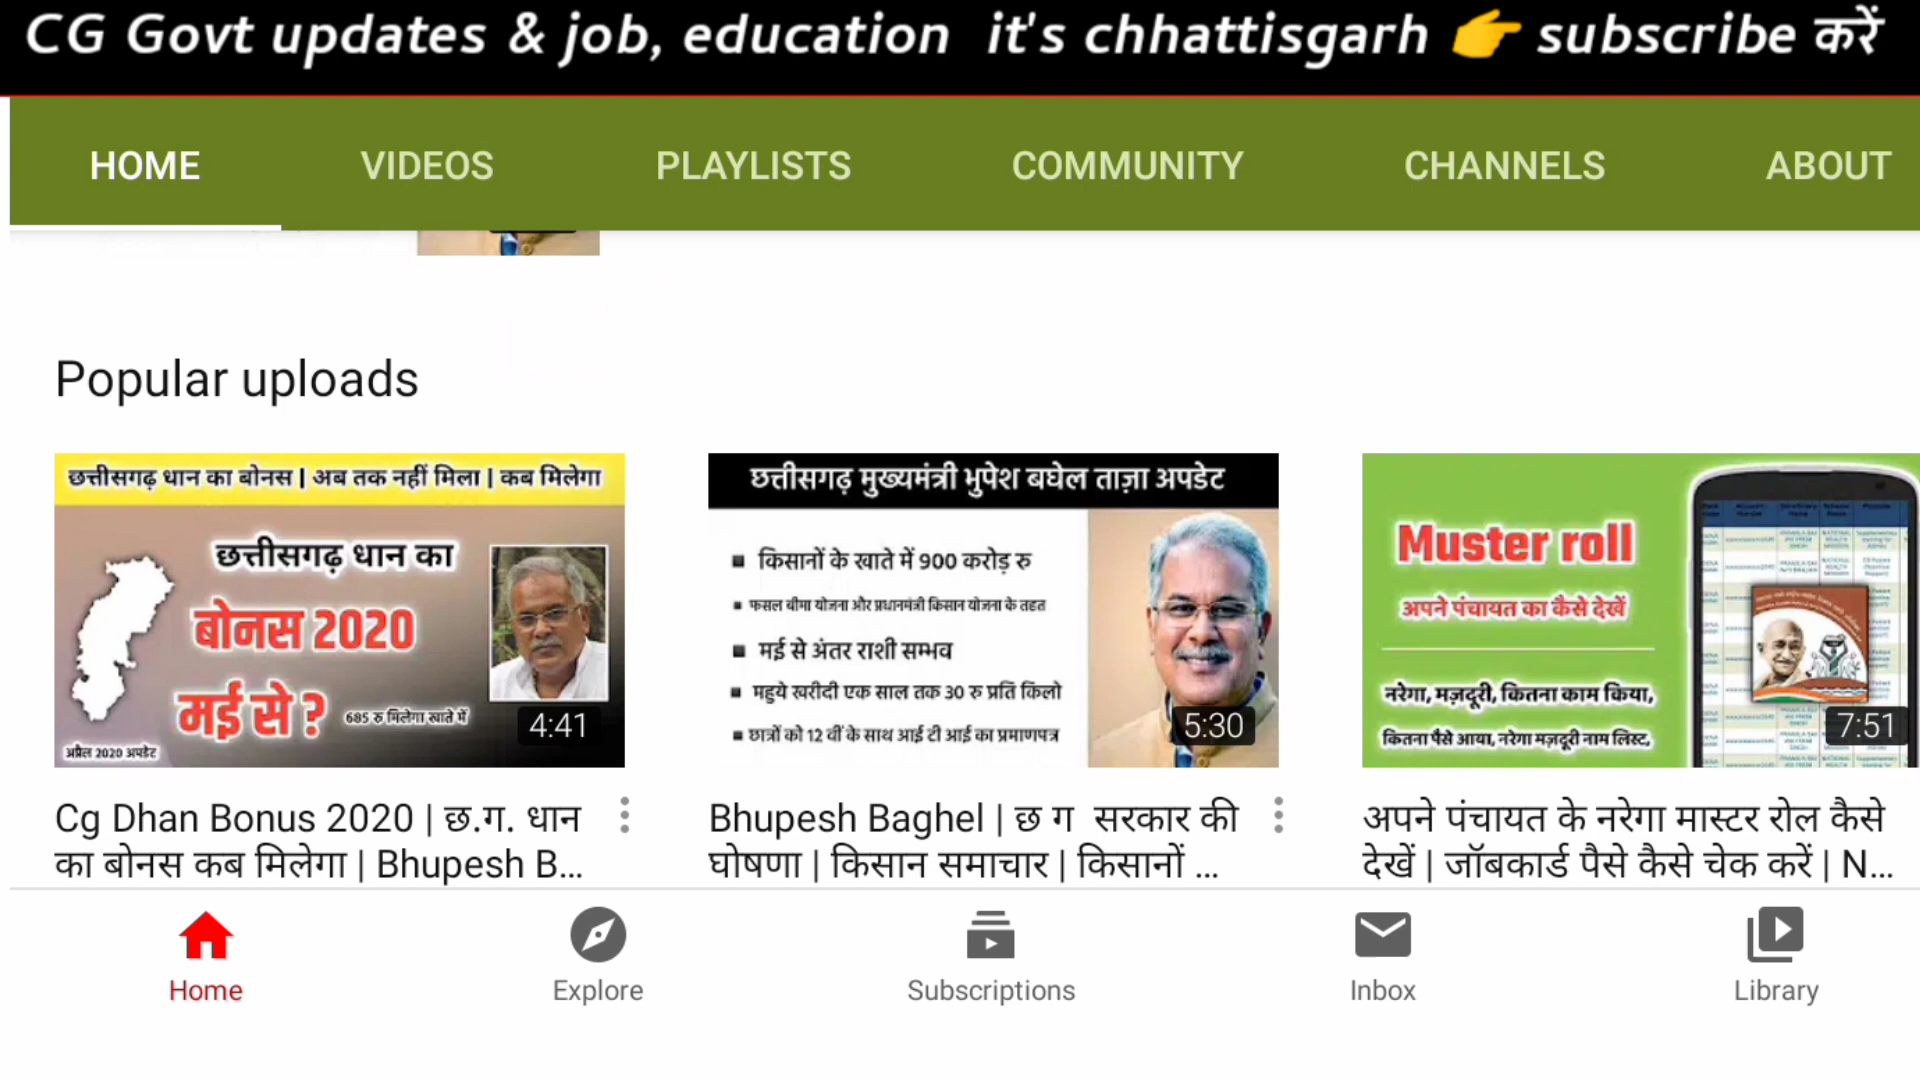 CG Govt updates & job, education it's chhattisgarh 👉 subscribe करें
HOME VIDEOS PLAYLISTS COMMUNITY CHANNELS ABOUT
Popular uploads
छत्तीसगढ़ धान का बोनस | अब तक नहीं मिला | कब मिलेगा
छत्तीसगढ़ धान का
बोनस 2020
मई से ?
685 रु मिलेगा खाते में
4:41
अप्रैल 2020 अपडेट
छत्तीसगढ़ मुख्यमंत्री भुपेश बघेल ताज़ा अपडेट
किसानों के खाते में 900 करोड़ रु
फसल बीमा योजना और प्रधानमंत्री किसान योजना के तहत
मई से अंतर राशी सम्भव
महुये खरीदी एक साल तक 30 रु प्रति किलो
छात्रों को 12 वीं के साथ आई टी आई का प्रमाणपत्र
5:30
Muster roll
अपने पंचायत का कैसे देखें
नरेगा, मज़दूरी, कितना काम किया,
कितना पैसे आया, नरेगा मज़दूरी नाम लिस्ट,
7:51
Cg Dhan Bonus 2020 | छ.ग. धान
का बोनस कब मिलेगा | Bhupesh B...
Bhupesh Baghel | छ ग सरकार की
घोषणा | किसान समाचार | किसानों ...
अपने पंचायत के नरेगा मास्टर रोल कैसे
देखें | जॉबकार्ड पैसे कैसे चेक करें | N...
Home Explore Subscriptions Inbox Library